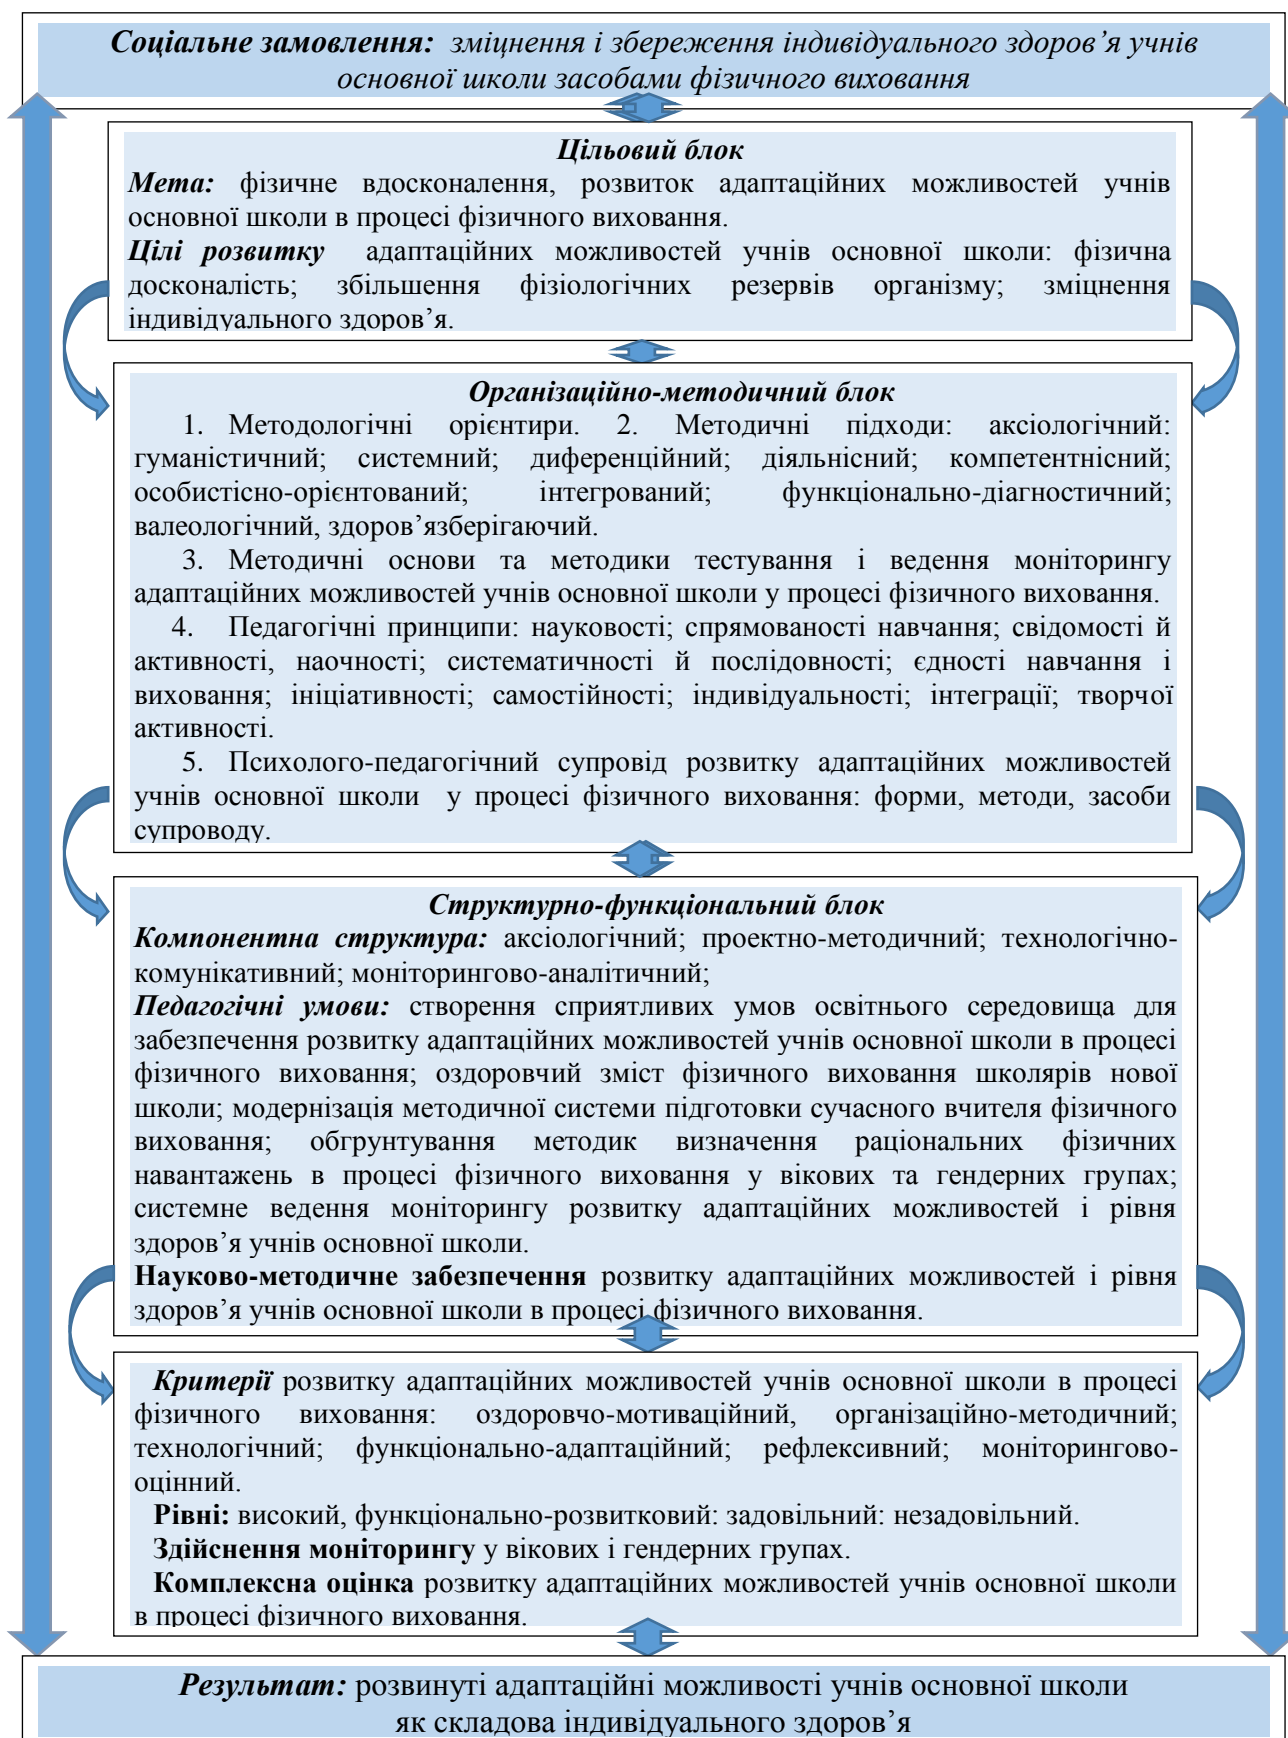 Соціальне замовлення: зміцнення і збереження індивідуального здоров’я учнів
основної школи засобами фізичного виховання
Цільовий блок
Мета: фізичне вдосконалення, розвиток адаптаційних можливостей учнів
основної школи в процесі фізичного виховання.
Цілі розвитку адаптаційних можливостей учнів основної школи: фізична
досконалість; збільшення фізіологічних резервів організму; зміцнення
індивідуального здоров’я.
Організаційно-методичний блок
1. Методологічні орієнтири. 2. Методичні підходи: аксіологічний:
гуманістичний; системний; диференційний; діяльнісний; компетентнісний;
особистісно-орієнтований; інтегрований; функціонально-діагностичний;
валеологічний, здоров’язберігаючий.
3. Методичні основи та методики тестування і ведення моніторингу
адаптаційних можливостей учнів основної школи у процесі фізичного виховання.
4. Педагогічні принципи: науковості; спрямованості навчання; свідомості й
активності, наочності; систематичності й послідовності; єдності навчання і
виховання; ініціативності; самостійності; індивідуальності; інтеграції; творчої
активності.
5. Психолого-педагогічний супровід розвитку адаптаційних можливостей
учнів основної школи у процесі фізичного виховання: форми, методи, засоби
супроводу.
Структурно-функціональний блок
Компонентна структура: аксіологічний; проектно-методичний; технологічно-
комунікативний; моніторингово-аналітичний;
Педагогічні умови: створення сприятливих умов освітнього середовища для
забезпечення розвитку адаптаційних можливостей учнів основної школи в процесі
фізичного виховання; оздоровчий зміст фізичного виховання школярів нової
школи; модернізація методичної системи підготовки сучасного вчителя фізичного
виховання; обгрунтування методик визначення раціональних фізичних
навантажень в процесі фізичного виховання у вікових та гендерних групах;
системне ведення моніторингу розвитку адаптаційних можливостей і рівня
здоров’я учнів основної школи.
Науково-методичне забезпечення розвитку адаптаційних можливостей і рівня
здоров’я учнів основної школи в процесі фізичного виховання.
Критерії розвитку адаптаційних можливостей учнів основної школи в процесі
фізичного виховання: оздоровчо-мотиваційний, організаційно-методичний;
технологічний; функціонально-адаптаційний; рефлексивний; моніторингово-
оцінний.
Рівні: високий, функціонально-розвитковий: задовільний: незадовільний.
Здійснення моніторингу у вікових і гендерних групах.
Комплексна оцінка розвитку адаптаційних можливостей учнів основної школи
в процесі фізичного виховання.
Результат: розвинуті адаптаційні можливості учнів основної школи
як складова індивідуального здоров’я